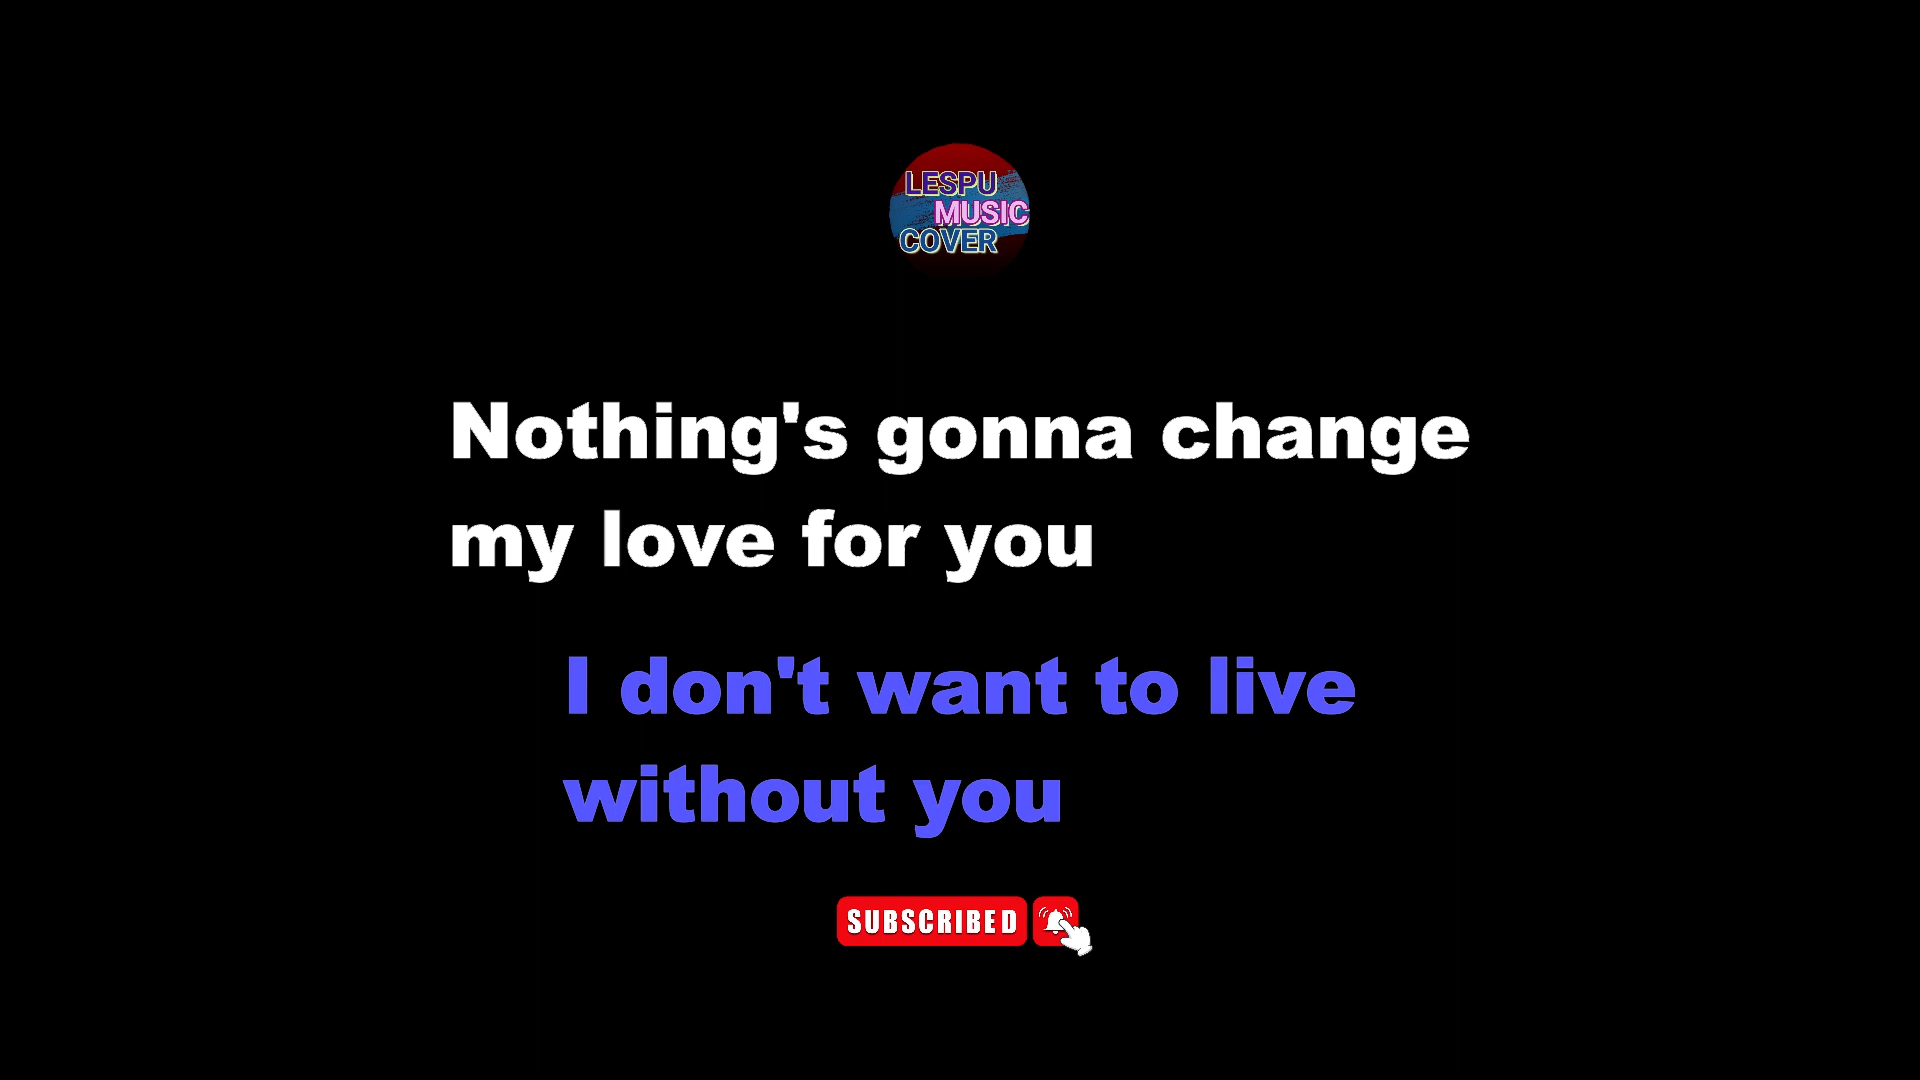 LESPU
MUSIC
COVER
Nothing's gonna change
my love for you
I don't want to live
without you
SUBSCRIBED